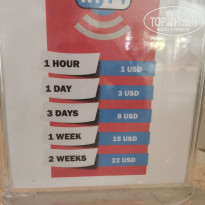 WIFI
1 HOUR 1 USD
1 DAY 3 USD
3 DAYS 8 USD
1 WEEK 15 USD
2 WEEKS 22 USD